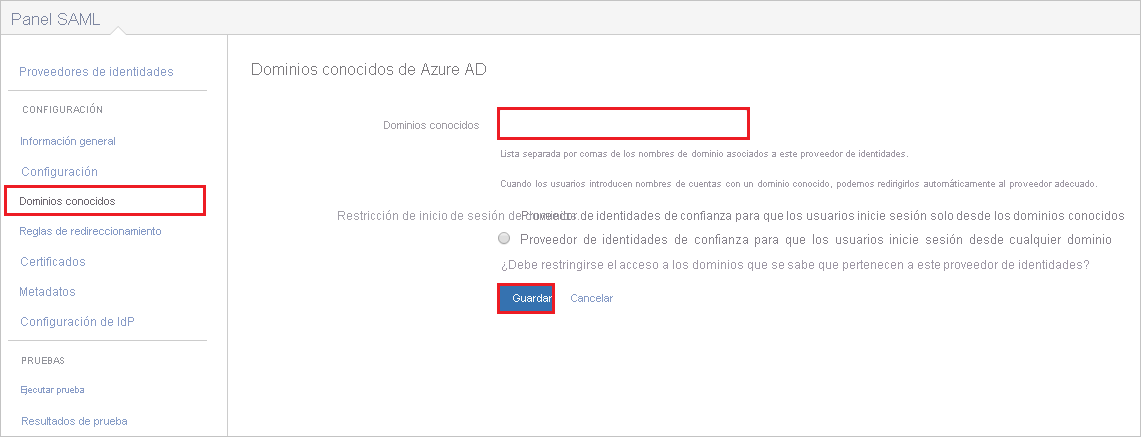 Panel SAML
Proveedores de identidades
CONFIGURACIÓN
Información general
Configuración
Dominios conocidos
Reglas de redireccionamiento
Certificados
Metadatos
Configuración de IdP
PRUEBAS
Ejecutar prueba
Resultados de prueba
Dominios conocidos de Azure AD
Dominios conocidos
Lista separada por comas de los nombres de dominio asociados a este proveedor de identidades.
Cuando los usuarios introducen nombres de cuentas con un dominio conocido, podemos redirigirlos automáticamente al proveedor adecuado.
Restricción de inicio de sesión de dominios.
Proveedor de identidades de confianza para que los usuarios inicie sesión solo desde los dominios conocidos
Proveedor de identidades de confianza para que los usuarios inicie sesión desde cualquier dominio
¿Debe restringirse el acceso a los dominios que se sabe que pertenecen a este proveedor de identidades?
Guardar Cancelar